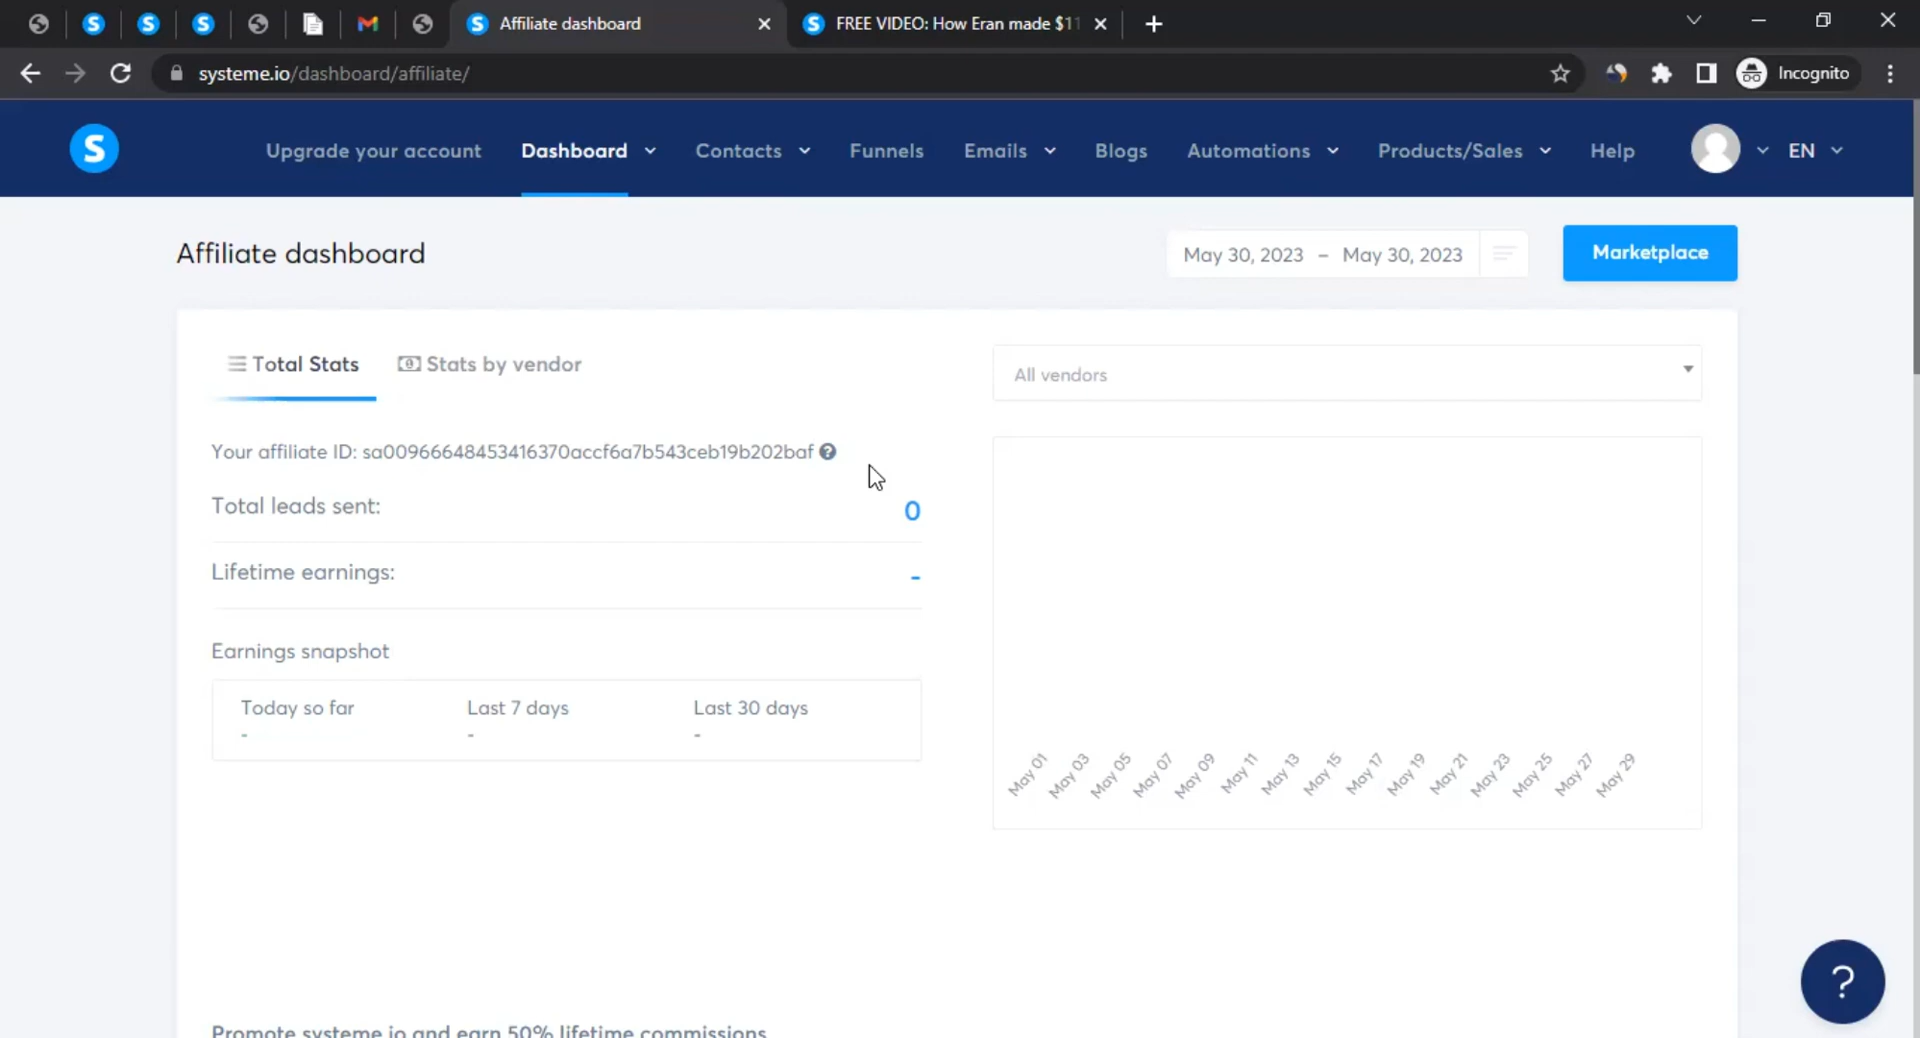 Affiliate dashboard
FREE VIDEO: How Eran made $11
systeme.io/dashboard/affiliate/
Incognito
S
Upgrade your account
Dashboard
Contacts
Funnels
Emails
Blogs
Automations
Products/Sales
Help
EN
Affiliate dashboard
May 30, 2023 – May 30, 2023
Marketplace
Total Stats
Stats by vendor
All vendors
Your affiliate ID: sa00966648453416370accf6a7b543ceb19b202baf ?
Total leads sent: 0
Lifetime earnings: -
Earnings snapshot
Today so far
Last 7 days
Last 30 days
-
-
-
May 01
May 03
May 05
May 07
May 09
May 11
May 13
May 15
May 17
May 19
May 21
May 23
May 25
May 27
May 29
?
Promote systeme.io and earn 50% lifetime commissions